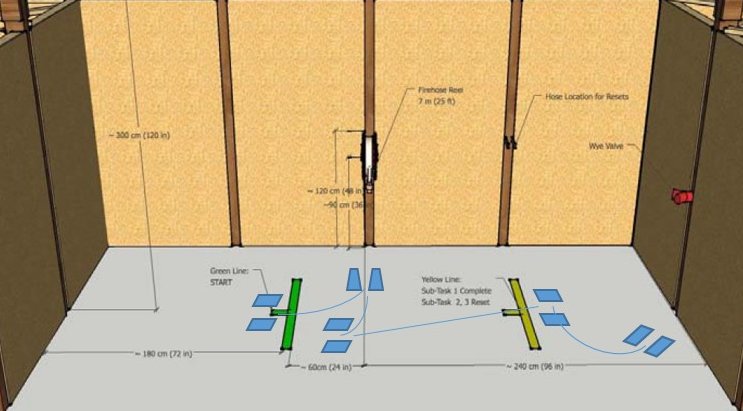 Firehose Reel
7 m (25 ft)
Hose Location for Resets
~ 300 cm (120 in)
Wye Valve
~ 120 cm (48 in
~90 cm (36
Green Line:
START
Yellow Line:
Sub-Task 1 Complete
Sub-Task 2, 3 Reset
~ 180 cm (72 in)
~ 60cm (24 in)
~ 240 cm (96 in)